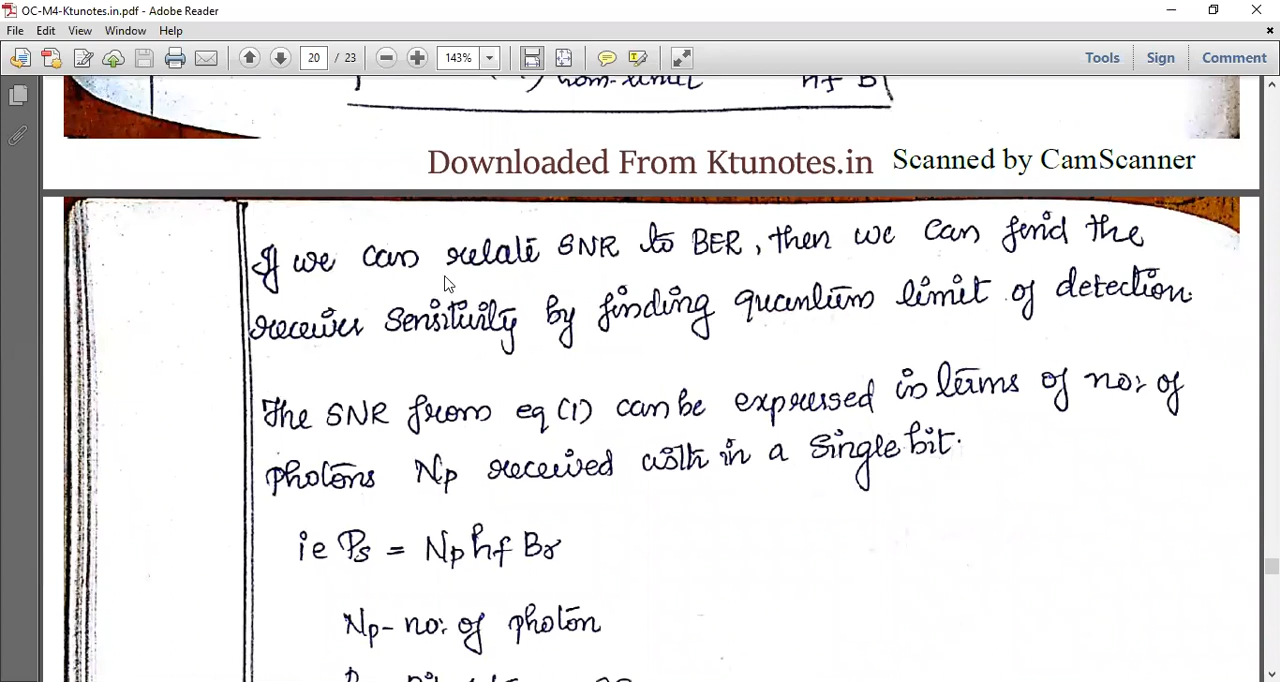 OC-M4-Ktunotes.in.pdf - Adobe Reader
File Edit View Window Help
20 / 23 143% Tools Sign Comment
hom-
hf B
Downloaded From Ktunotes.in Scanned by CamScanner
If we can relate SNR to BER, then we can find the
receiver sensitivity by finding quantum limit of detection.
The SNR from eq (1) can be expressed in terms of no: of
photons Np received with in a single bit.
ie Ps = Np hf Br
Np - no: of photon